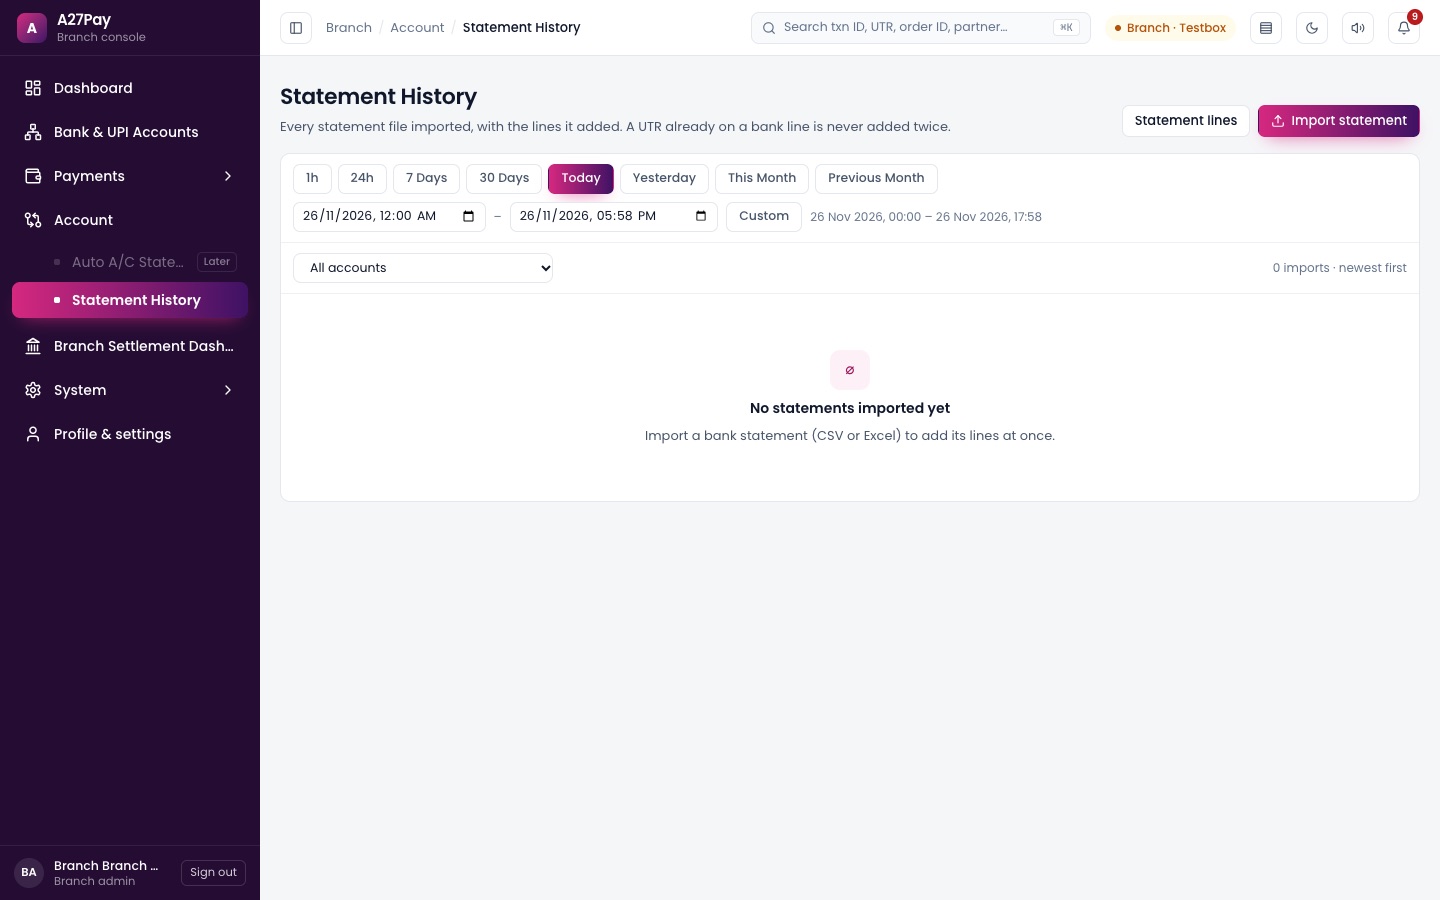 A
A27Pay
Branch console
Dashboard
Bank & UPI Accounts
Payments
Account
Auto A/C State... Later
Statement History
Branch Settlement Dash...
System
Profile & settings
BA
Branch Branch ...
Branch admin
Sign out
Branch / Account / Statement History
Search txn ID, UTR, order ID, partner... ⌘K
Branch · Testbox
9
Statement History
Every statement file imported, with the lines it added. A UTR already on a bank line is never added twice.
Statement lines
Import statement
1h 24h 7 Days 30 Days Today Yesterday This Month Previous Month
26/11/2026, 12:00 AM – 26/11/2026, 05:58 PM Custom 26 Nov 2026, 00:00 – 26 Nov 2026, 17:58
All accounts 0 imports · newest first
∅
No statements imported yet
Import a bank statement (CSV or Excel) to add its lines at once.